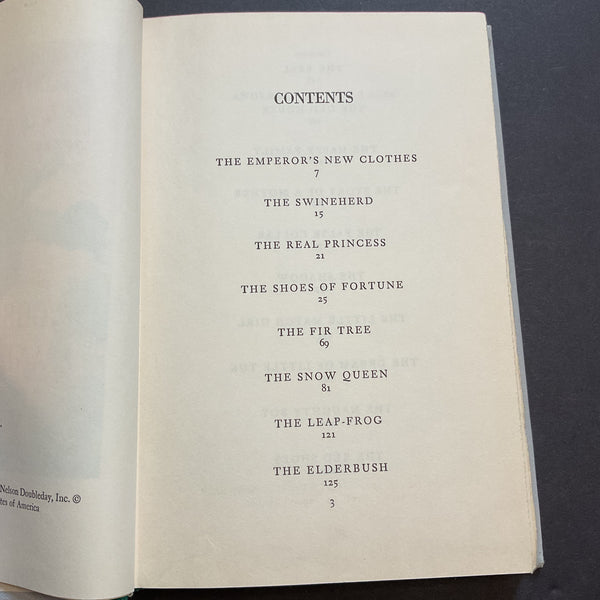 Nelson Doubleday, Inc. ©
tes of America
CONTENTS
THE EMPEROR'S NEW CLOTHES
7
THE SWINEHERD
15
THE REAL PRINCESS
21
THE SHOES OF FORTUNE
25
THE FIR TREE
69
THE SNOW QUEEN
81
THE LEAP-FROG
121
THE ELDERBUSH
125
3